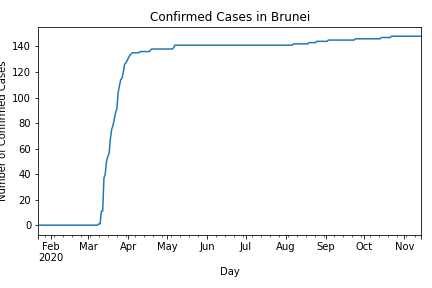 Confirmed Cases in Brunei
Number of Confirmed Cases
140
120
100
80
60
40
20
0
Feb Mar Apr May Jun Jul Aug Sep Oct Nov
2020
Day